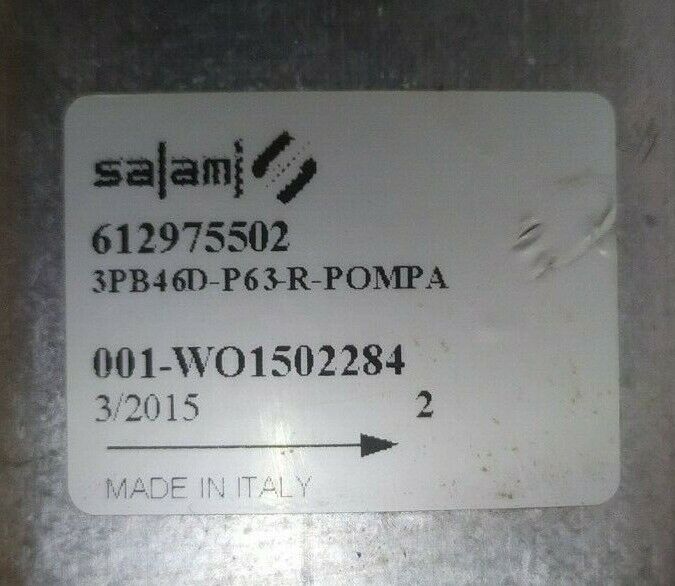 salami
612975502
3PB46D-P63-R-POMPA
001-WO1502284
3/2015 2
MADE IN ITALY